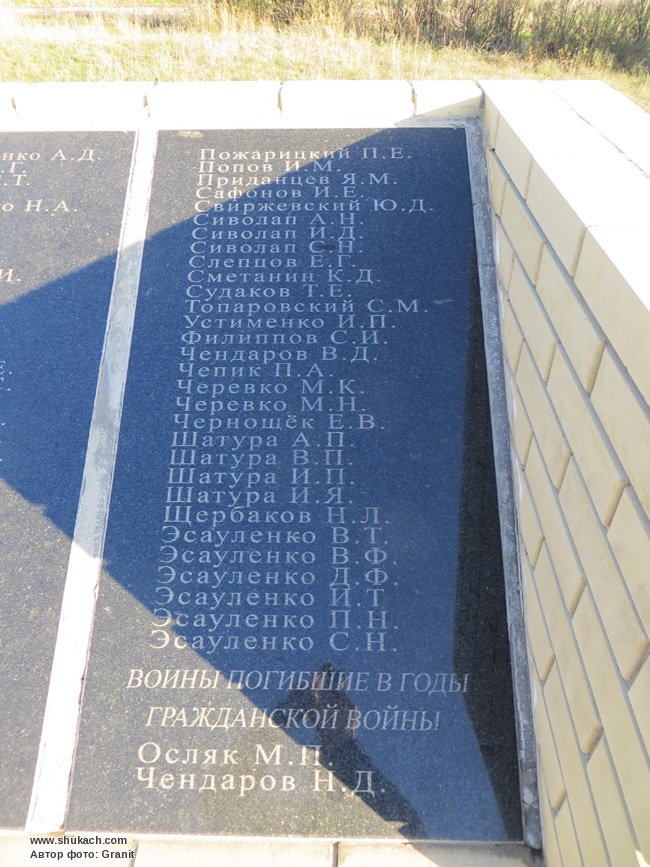 нко А.Д.
.Г.
.Т.
о Н.А.
И.
Е.
Пожарицкий П.Е.
Попов И.М.
Приданцев Я.М.
Сафонов И.Е.
Свиржевский Ю.Д.
Сиволап А.Н.
Сиволап И.Д.
Сиволап С.Н.
Слепцов Е.Г.
Сметанин К.Д.
Судаков Т.Е.
Топаровский С.М.
Устименко И.П.
Филиппов С.И.
Чендаров В.Д.
Чепик П.А.
Черевко М.К.
Черевко М.Н.
Чернощёк Е.В.
Шатура А.П.
Шатура В.П.
Шатура И.П.
Шатура И.Я.
Щербаков Н.Л.
Эсауленко В.Т.
Эсауленко В.Ф.
Эсауленко Д.Ф.
Эсауленко И.Т
Эсауленко П.Н.
Эсауленко С.Н.
ВОИНЫ ПОГИБШИЕ В ГОДЫ
ГРАЖДАНСКОЙ ВОЙНЫ
Осляк М.П.
Чендаров Н.Д.
www.shukach.com
Автор фото: Granit